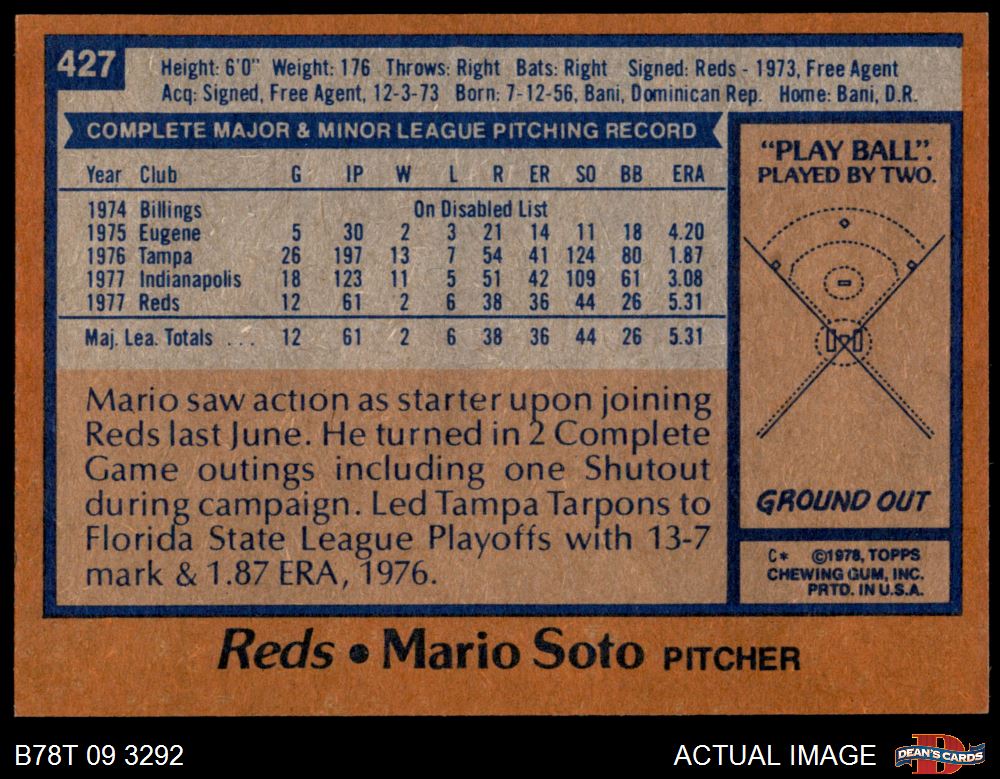 427
Height: 6'0" Weight: 176 Throws: Right Bats: Right Signed: Reds - 1973, Free Agent
Acq: Signed, Free Agent, 12-3-73 Born: 7-12-56, Bani, Dominican Rep. Home: Bani, D.R.
COMPLETE MAJOR & MINOR LEAGUE PITCHING RECORD
Year Club G IP W L R ER SO BB ERA
1974 Billings On Disabled List
1975 Eugene 5 30 2 3 21 14 11 18 4.20
1976 Tampa 26 197 13 7 54 41 124 80 1.87
1977 Indianapolis 18 123 11 5 51 42 109 61 3.08
1977 Reds 12 61 2 6 38 36 44 26 5.31
Maj. Lea. Totals . . . 12 61 2 6 38 36 44 26 5.31
Mario saw action as starter upon joining
Reds last June. He turned in 2 Complete
Game outings including one Shutout
during campaign. Led Tampa Tarpons to
Florida State League Playoffs with 13-7
mark & 1.87 ERA, 1976.
"PLAY BALL".
PLAYED BY TWO.
GROUND OUT
C* ©1978, TOPPS
CHEWING GUM, INC.
PRTD. IN U.S.A.
Reds • Mario Soto PITCHER
B78T 09 3292
ACTUAL IMAGE
D
DEAN'S CARDS